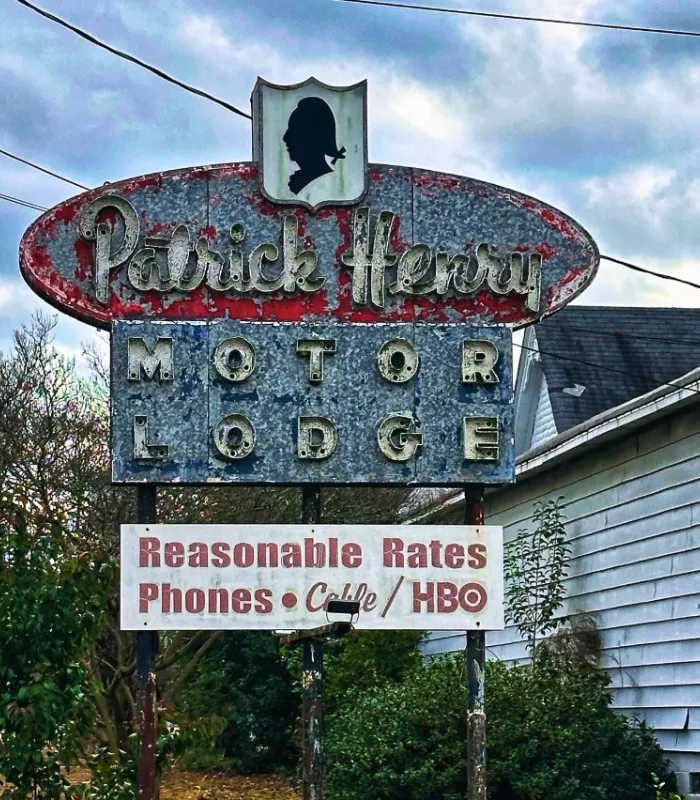 Patrick Henry
MOTOR
LODGE
Reasonable Rates
Phones • Cable / HBO